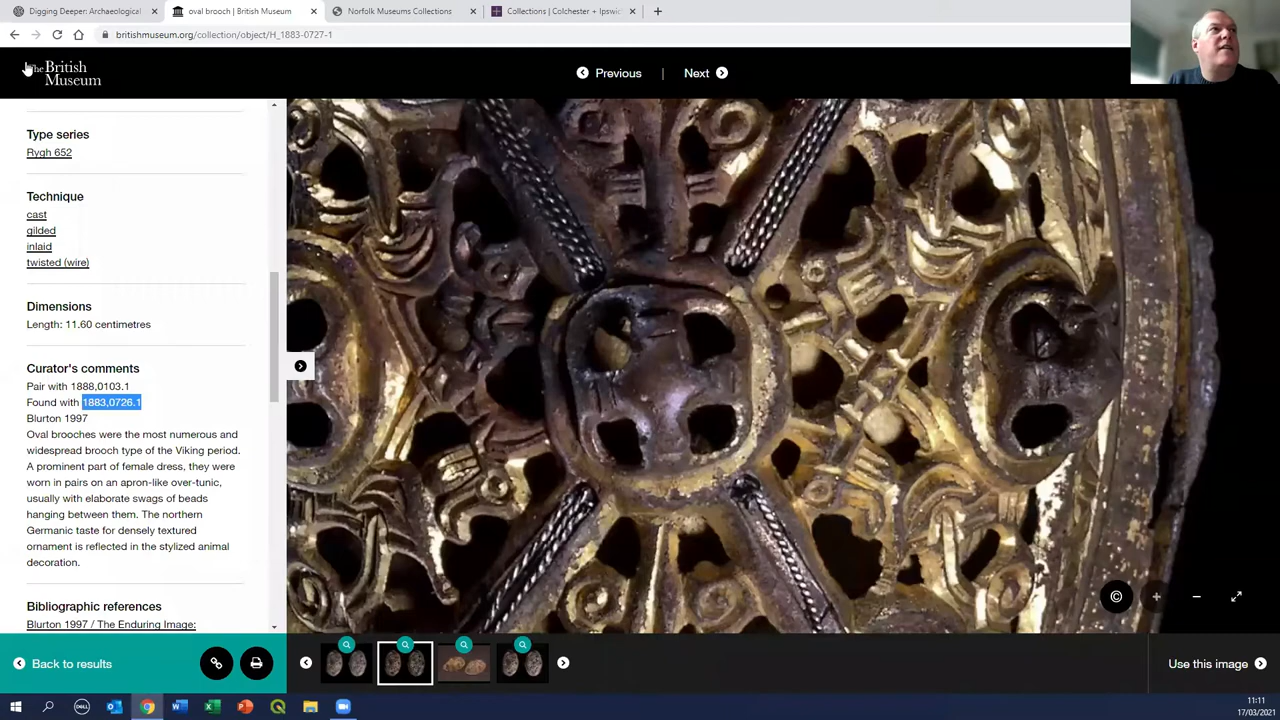 Digging Deeper: Archaeological
oval brooch | British Museum
Norfolk Museums Collections
Collections | Colchester + Ipswic
britishmuseum.org/collection/object/H_1883-0727-1
The British
Museum
Previous | Next
Type series
Rygh 652
Technique
cast
gilded
inlaid
twisted (wire)
Dimensions
Length: 11.60 centimetres
Curator's comments
Pair with 1888,0103.1
Found with 1883,0726.1
Blurton 1997
Oval brooches were the most numerous and
widespread brooch type of the Viking period.
A prominent part of female dress, they were
worn in pairs on an apron-like over-tunic,
usually with elaborate swags of beads
hanging between them. The northern
Germanic taste for densely textured
ornament is reflected in the stylized animal
decoration.
Bibliographic references
Blurton 1997 / The Enduring Image:
Back to results
Use this image
11:11
17/03/2021